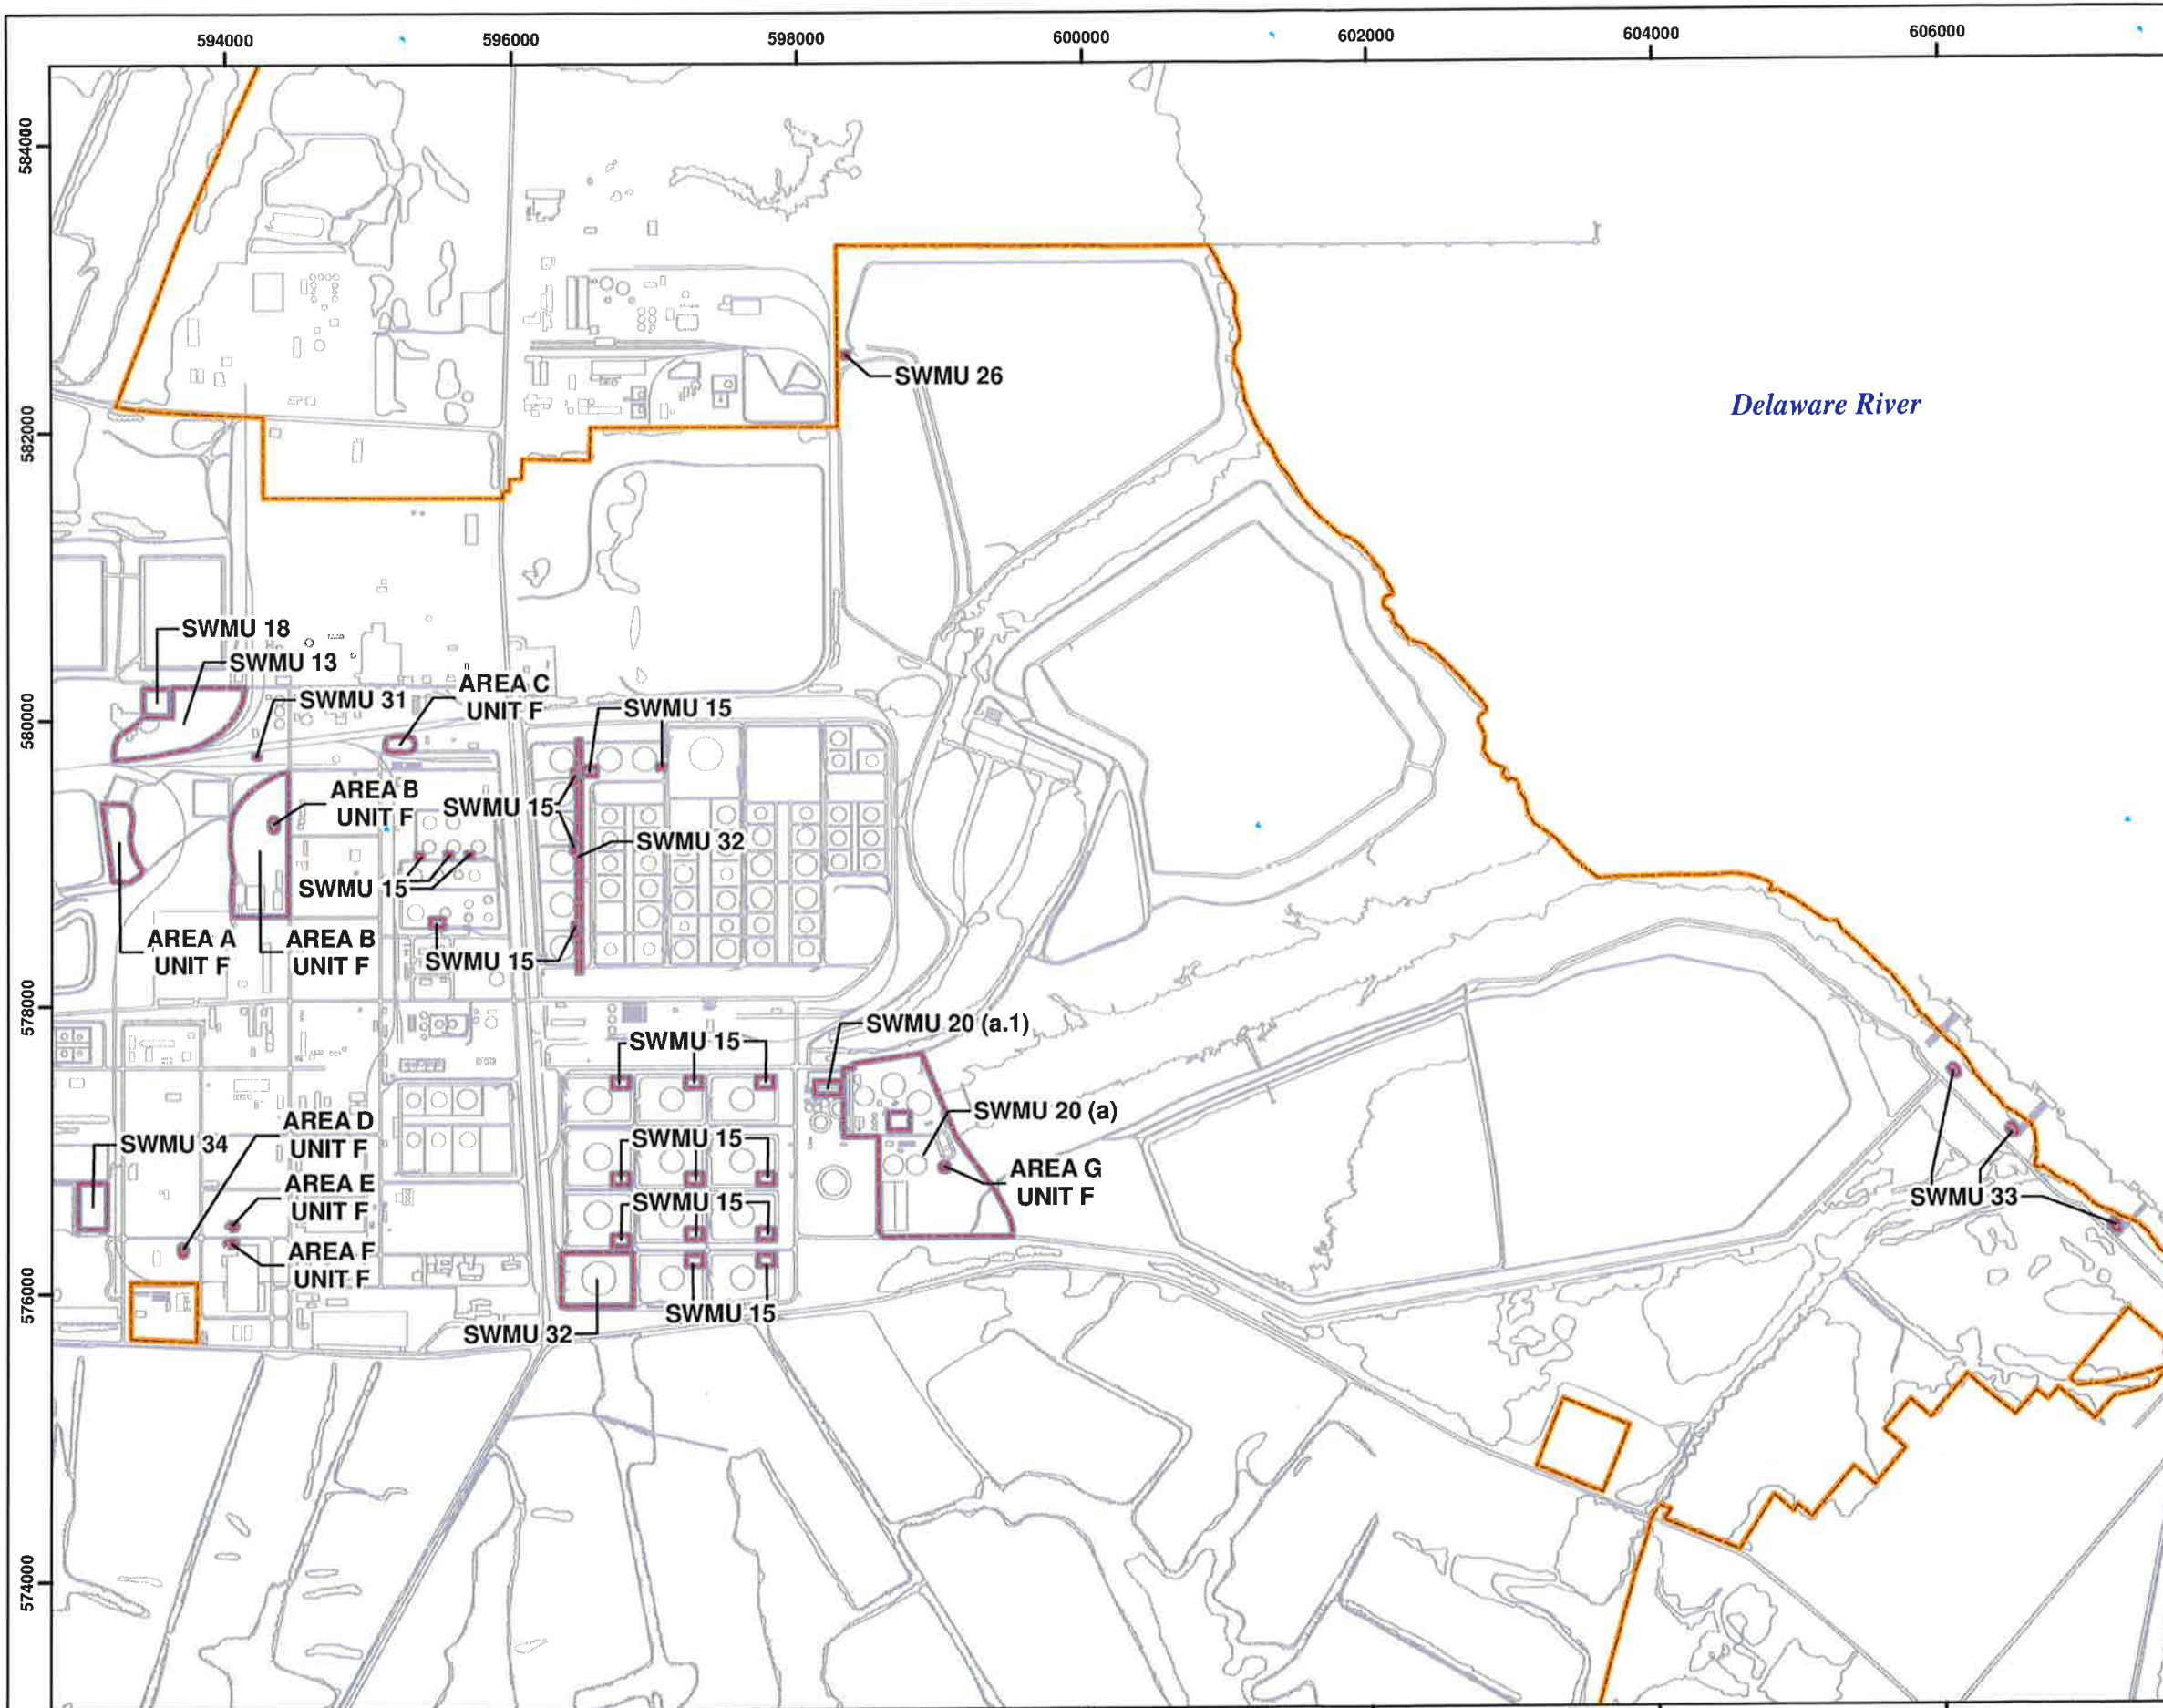 594000
596000
598000
600000
602000
604000
606000
584000
582000
580000
578000
576000
574000
SWMU 26
Delaware River
SWMU 18
SWMU 13
SWMU 31
AREA C
UNIT F
SWMU 15
AREA B
UNIT F
SWMU 15
SWMU 32
SWMU 15
AREA A
UNIT F
AREA B
UNIT F
SWMU 15
SWMU 20 (a.1)
SWMU 15
SWMU 20 (a)
AREA D
UNIT F
SWMU 34
SWMU 15
AREA G
UNIT F
AREA E
UNIT F
SWMU 15
SWMU 33
AREA F
UNIT F
SWMU 15
SWMU 32